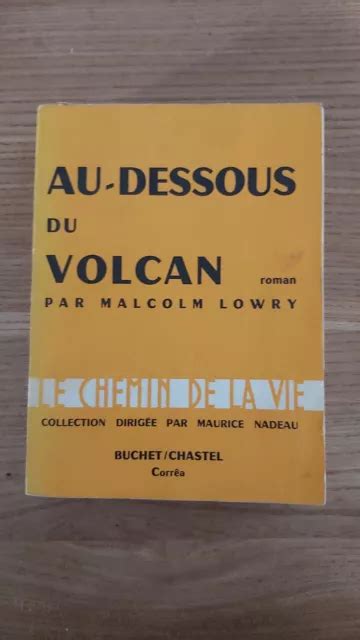 AU-DESSOUS
DU
VOLCAN roman
PAR MALCOLM LOWRY
LE CHEMIN DE LA VIE
COLLECTION DIRIGÉE PAR MAURICE NADEAU
BUCHET/CHASTEL
Corrêa